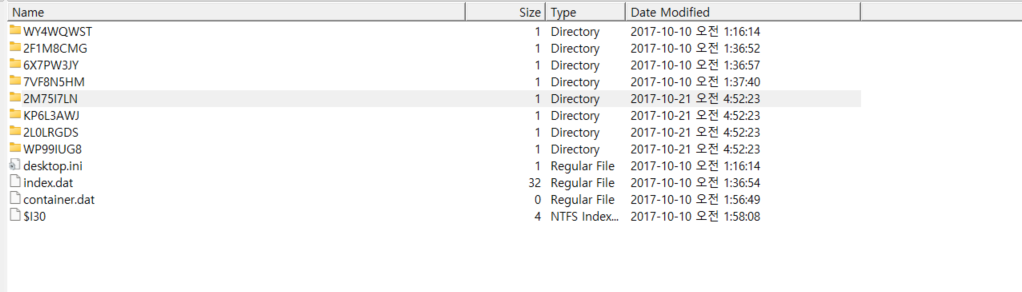 Name Size Type Date Modified
WY4WQWST 1 Directory 2017-10-10 오전 1:16:14
2F1M8CMG 1 Directory 2017-10-10 오전 1:36:52
6X7PW3JY 1 Directory 2017-10-10 오전 1:36:57
7VF8N5HM 1 Directory 2017-10-10 오전 1:37:40
2M75I7LN 1 Directory 2017-10-21 오전 4:52:23
KP6L3AWJ 1 Directory 2017-10-21 오전 4:52:23
2L0LRGDS 1 Directory 2017-10-21 오전 4:52:23
WP99IUG8 1 Directory 2017-10-21 오전 4:52:23
desktop.ini 1 Regular File 2017-10-10 오전 1:16:14
index.dat 32 Regular File 2017-10-10 오전 1:36:54
container.dat 0 Regular File 2017-10-10 오전 1:56:49
$I30 4 NTFS Index... 2017-10-10 오전 1:58:08